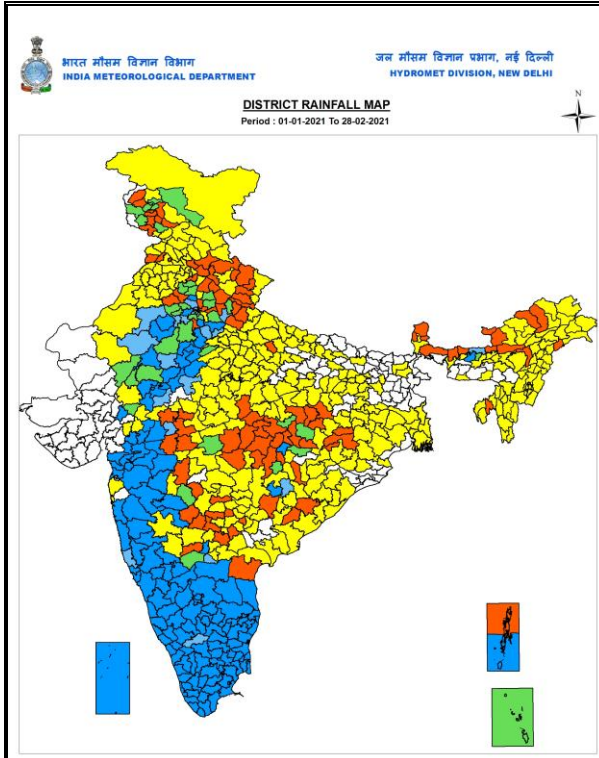 भारत मौसम विज्ञान विभाग
INDIA METEOROLOGICAL DEPARTMENT
जल मौसम विज्ञान प्रभाग, नई दिल्ली
HYDROMET DIVISION, NEW DELHI
DISTRICT RAINFALL MAP
Period : 01-01-2021 To 28-02-2021
N